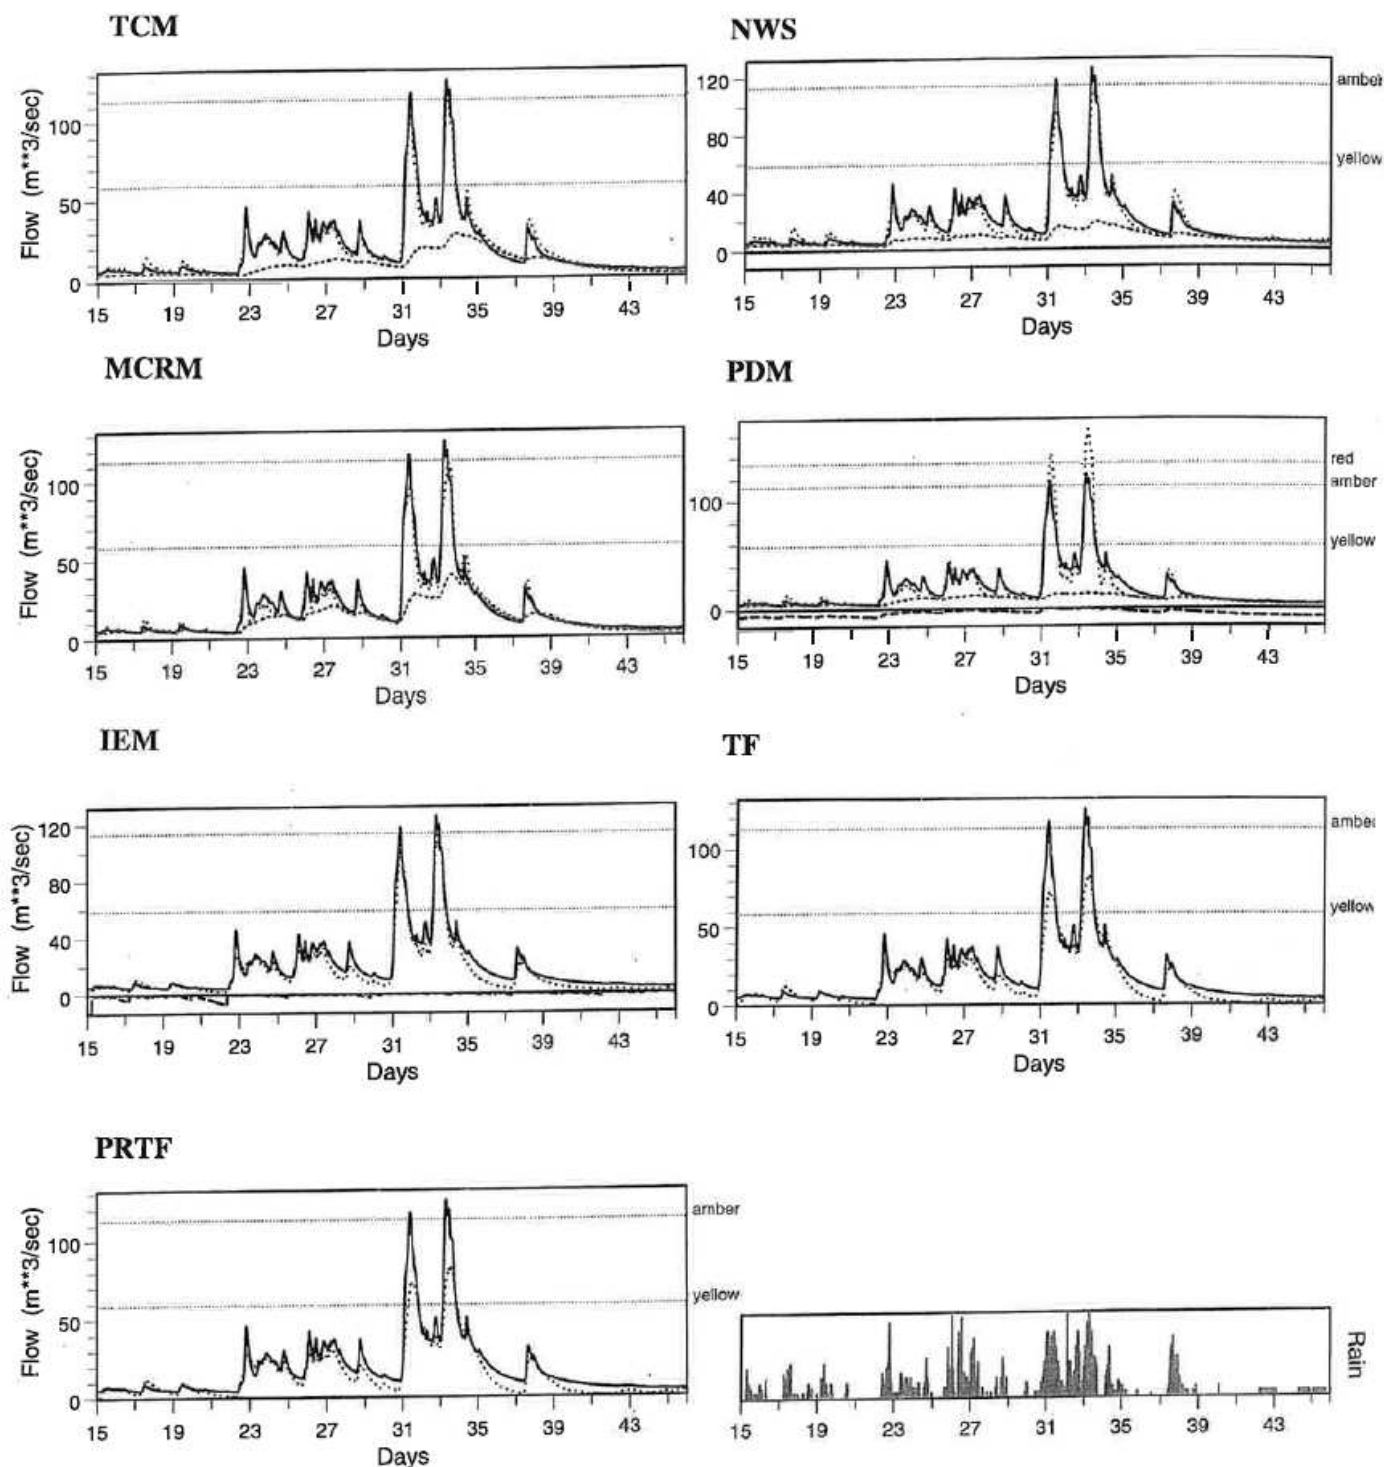 TCM
Flow (m**3/sec)
100
50
0
15 19 23 27 31 35 39 43
Days
NWS
120
80
40
0
amber
yellow
15 19 23 27 31 35 39 43
Days
MCRM
Flow (m**3/sec)
100
50
0
15 19 23 27 31 35 39 43
Days
PDM
100
0
red
amber
yellow
15 19 23 27 31 35 39 43
Days
IEM
Flow (m**3/sec)
120
80
40
0
15 19 23 27 31 35 39 43
Days
TF
100
50
0
amber
yellow
15 19 23 27 31 35 39 43
Days
PRTF
Flow (m**3/sec)
100
50
0
amber
yellow
15 19 23 27 31 35 39 43
Days
Rain
15 19 23 27 31 35 39 43